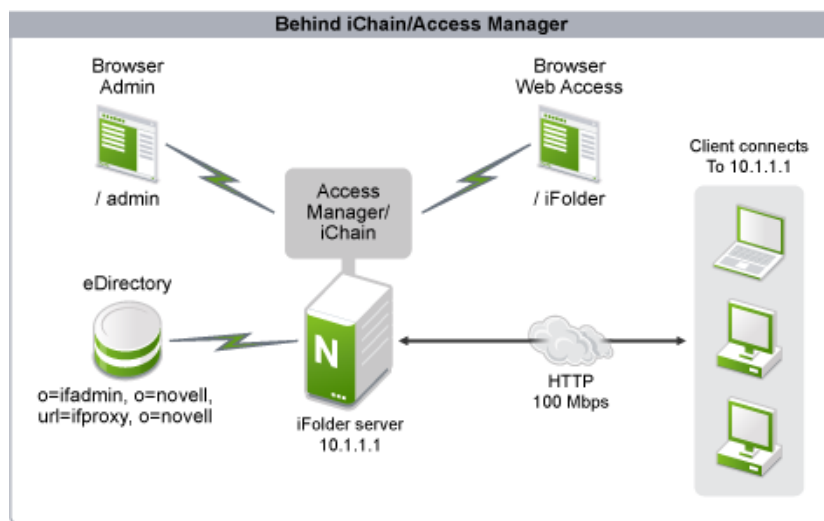 Behind iChain/Access Manager
Browser
Admin
/ admin
Browser
Web Access
/ iFolder
Access
Manager/
iChain
Client connects
To 10.1.1.1
eDirectory
o=ifadmin, o=novell,
url=ifproxy, o=novell
N
iFolder server
10.1.1.1
HTTP
100 Mbps